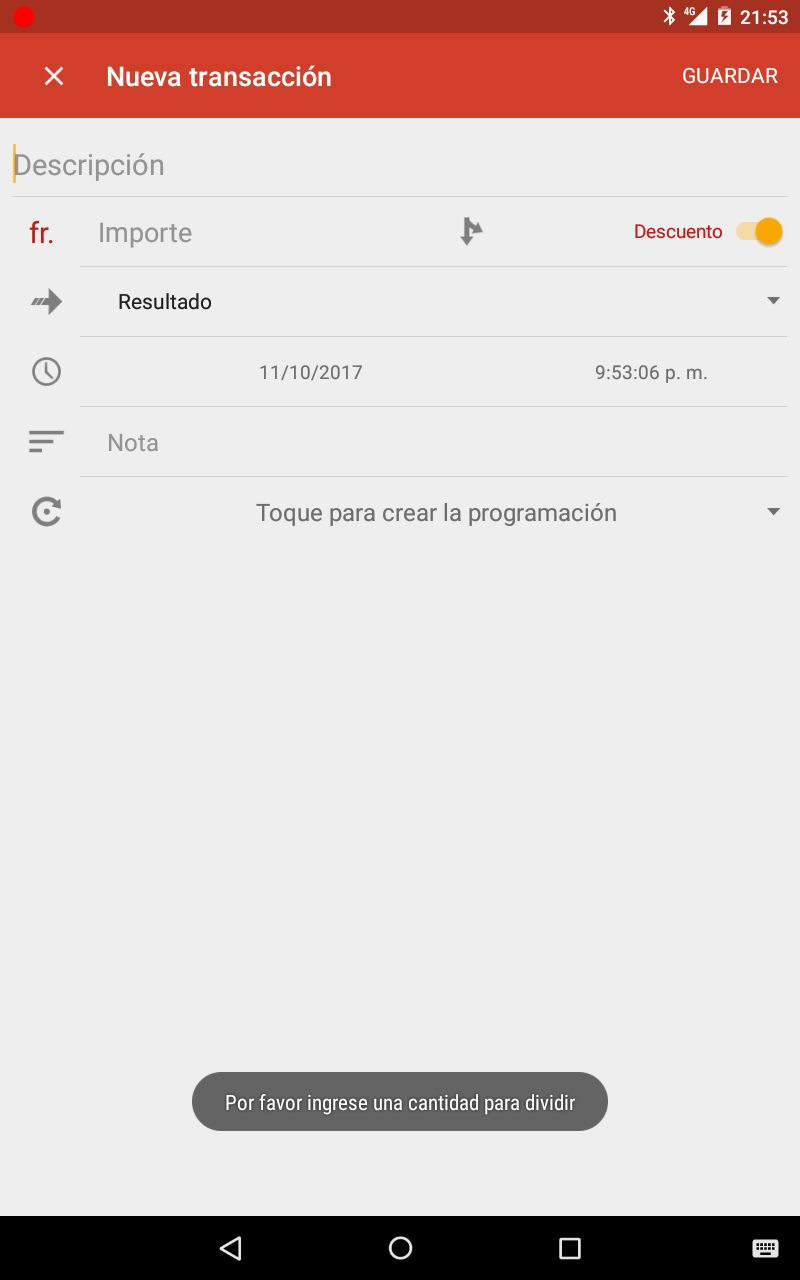 4G 21:53
Nueva transacción GUARDAR
Descripción
fr. Importe Descuento
Resultado
11/10/2017 9:53:06 p. m.
Nota
Toque para crear la programación
Por favor ingrese una cantidad para dividir